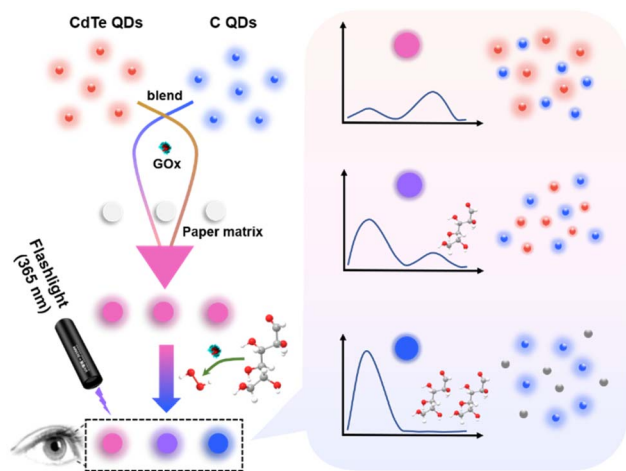 CdTe QDs
C QDs
blend
GOx
Paper matrix
Flashlight
(365 nm)